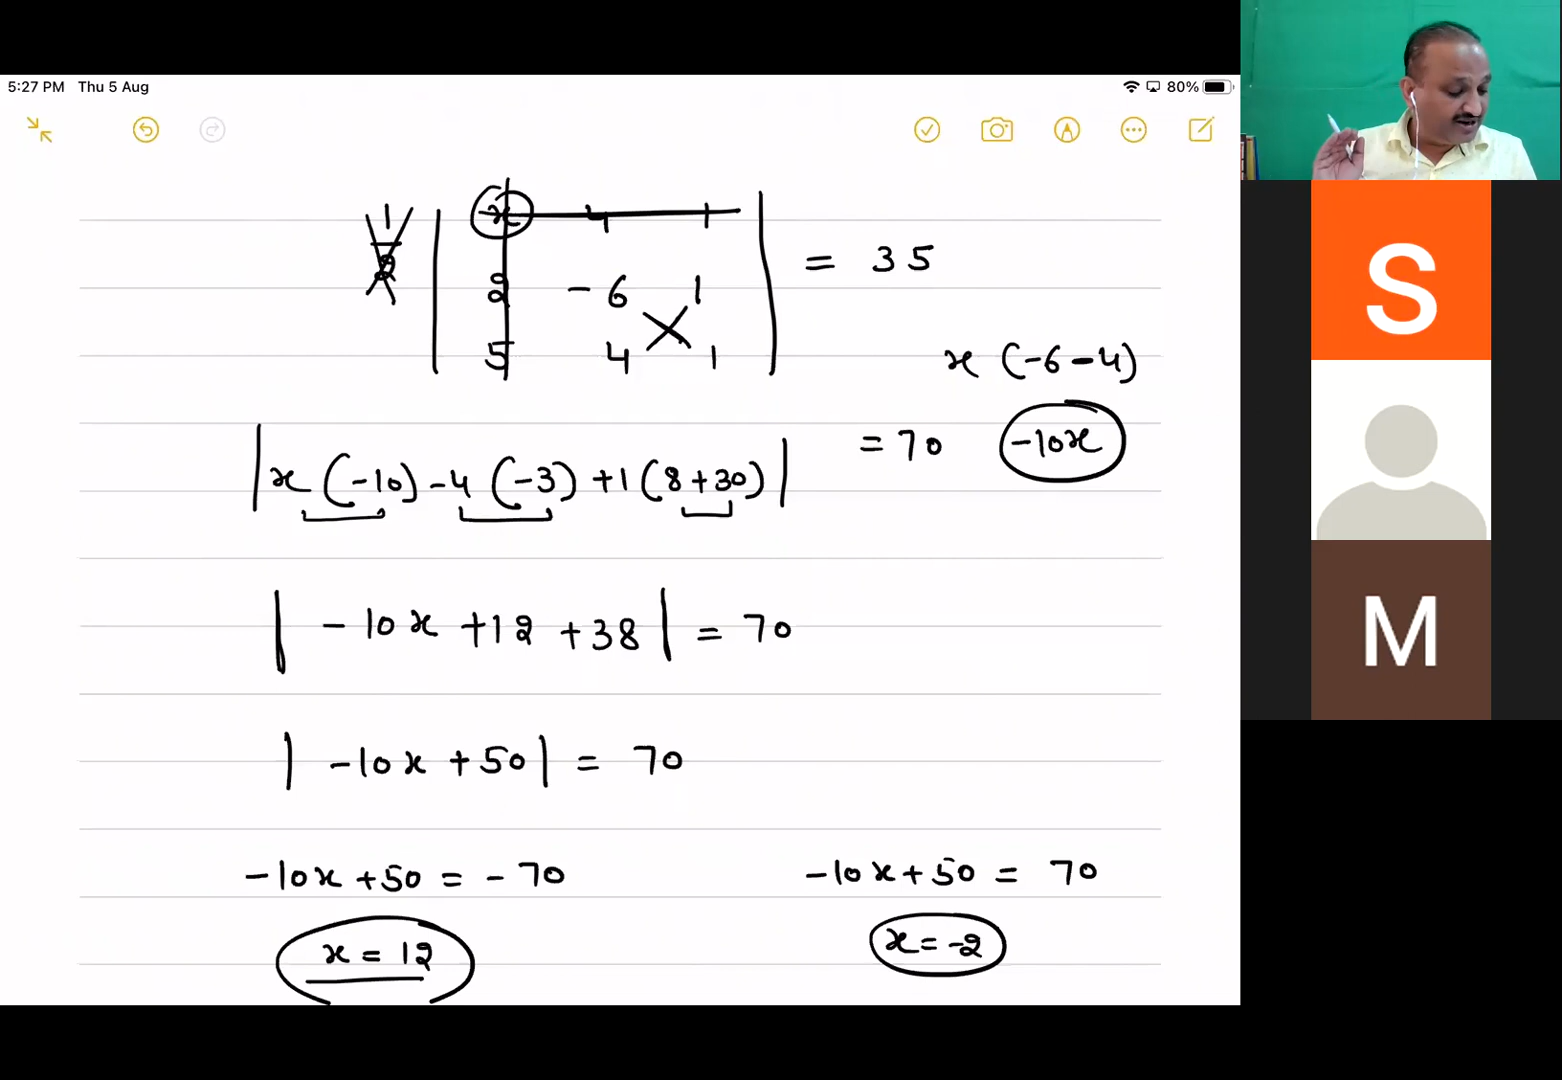 5:27 PM Thu 5 Aug
80%
1/2 | x 4 1 |
| 2 -6 1 | = 35
| 5 4 1 |
x (-6-4)
| x (-10) -4 (-3) +1 (8+30) | = 70
-10x
| -10x +12 +38 | = 70
| -10x +50 | = 70
-10x +50 = -70
-10x +50 = 70
x = 12
x = -2
S
M